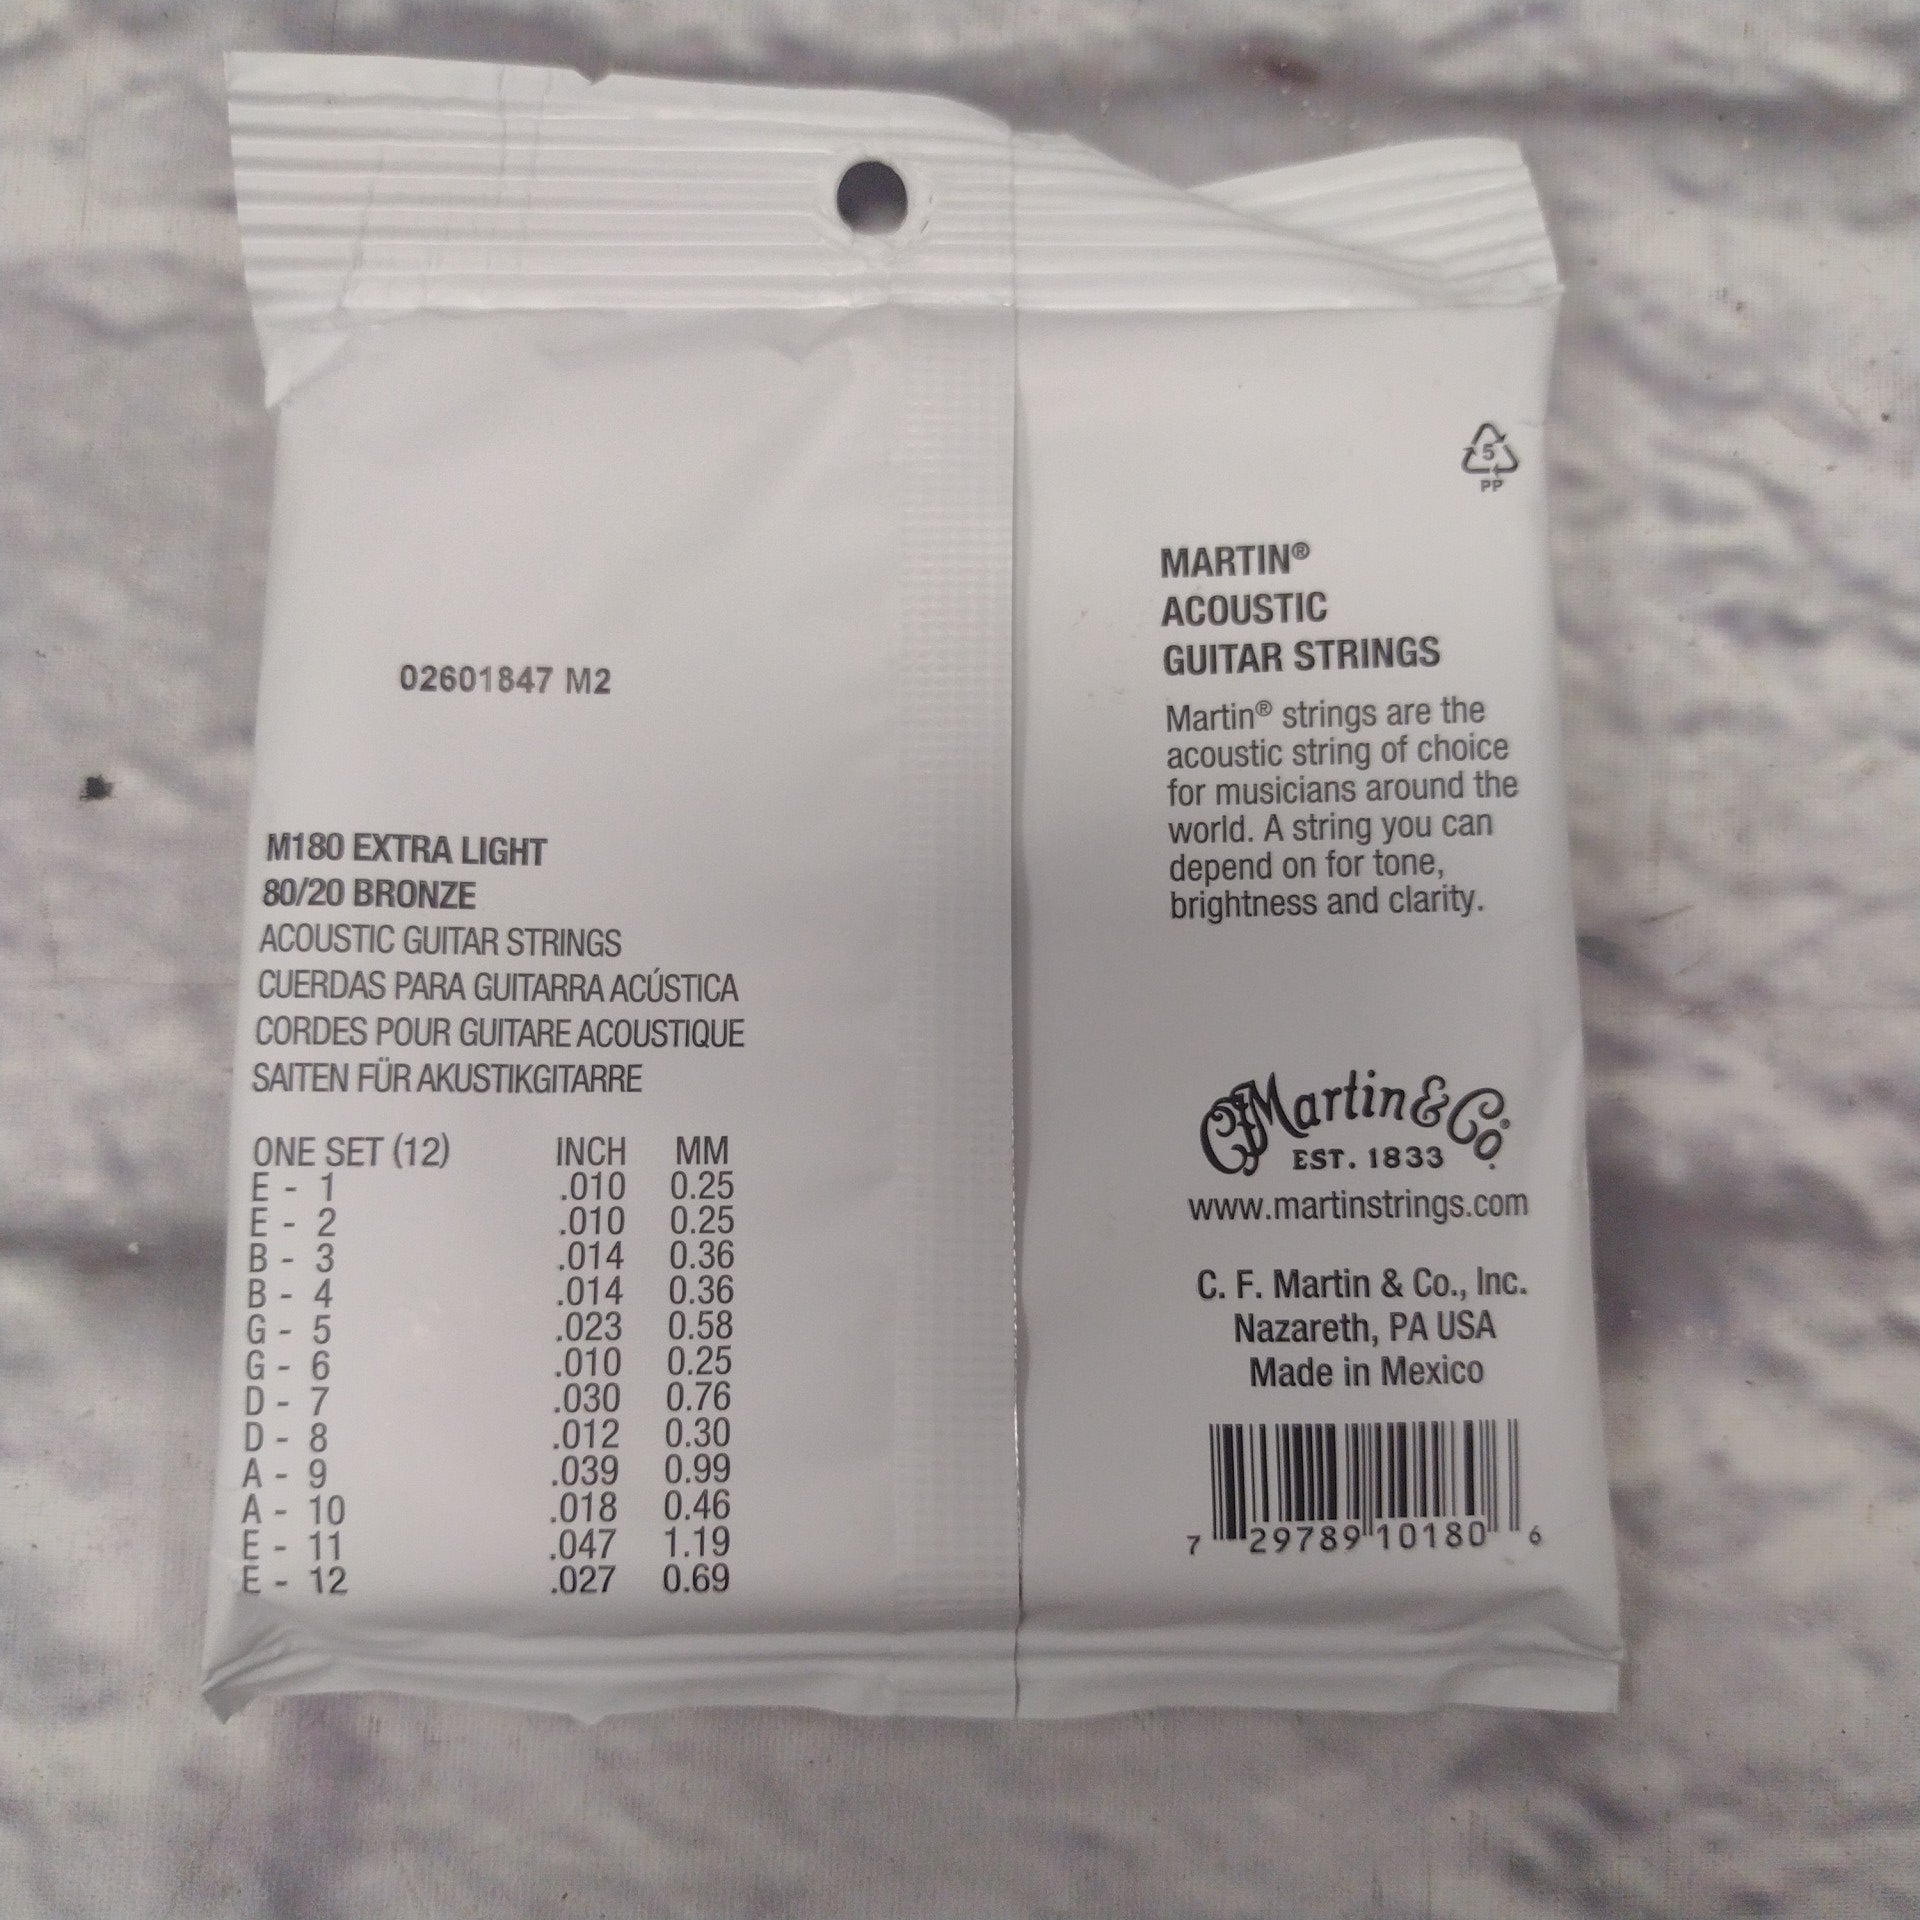 02601847 M2
M180 EXTRA LIGHT
80/20 BRONZE
ACOUSTIC GUITAR STRINGS
CUERDAS PARA GUITARRA ACÚSTICA
CORDES POUR GUITARE ACOUSTIQUE
SAITEN FÜR AKUSTIKGITARRE
ONE SET (12) INCH MM
E - 1 .010 0.25
E - 2 .010 0.25
B - 3 .014 0.36
B - 4 .014 0.36
G - 5 .023 0.58
G - 6 .010 0.25
D - 7 .030 0.76
D - 8 .012 0.30
A - 9 .039 0.99
A - 10 .018 0.46
E - 11 .047 1.19
E - 12 .027 0.69
5
PP
MARTIN®
ACOUSTIC
GUITAR STRINGS
Martin® strings are the
acoustic string of choice
for musicians around the
world. A string you can
depend on for tone,
brightness and clarity.
CF Martin & Co.
EST. 1833
www.martinstrings.com
C. F. Martin & Co., Inc.
Nazareth, PA USA
Made in Mexico
7 29789 10180 6